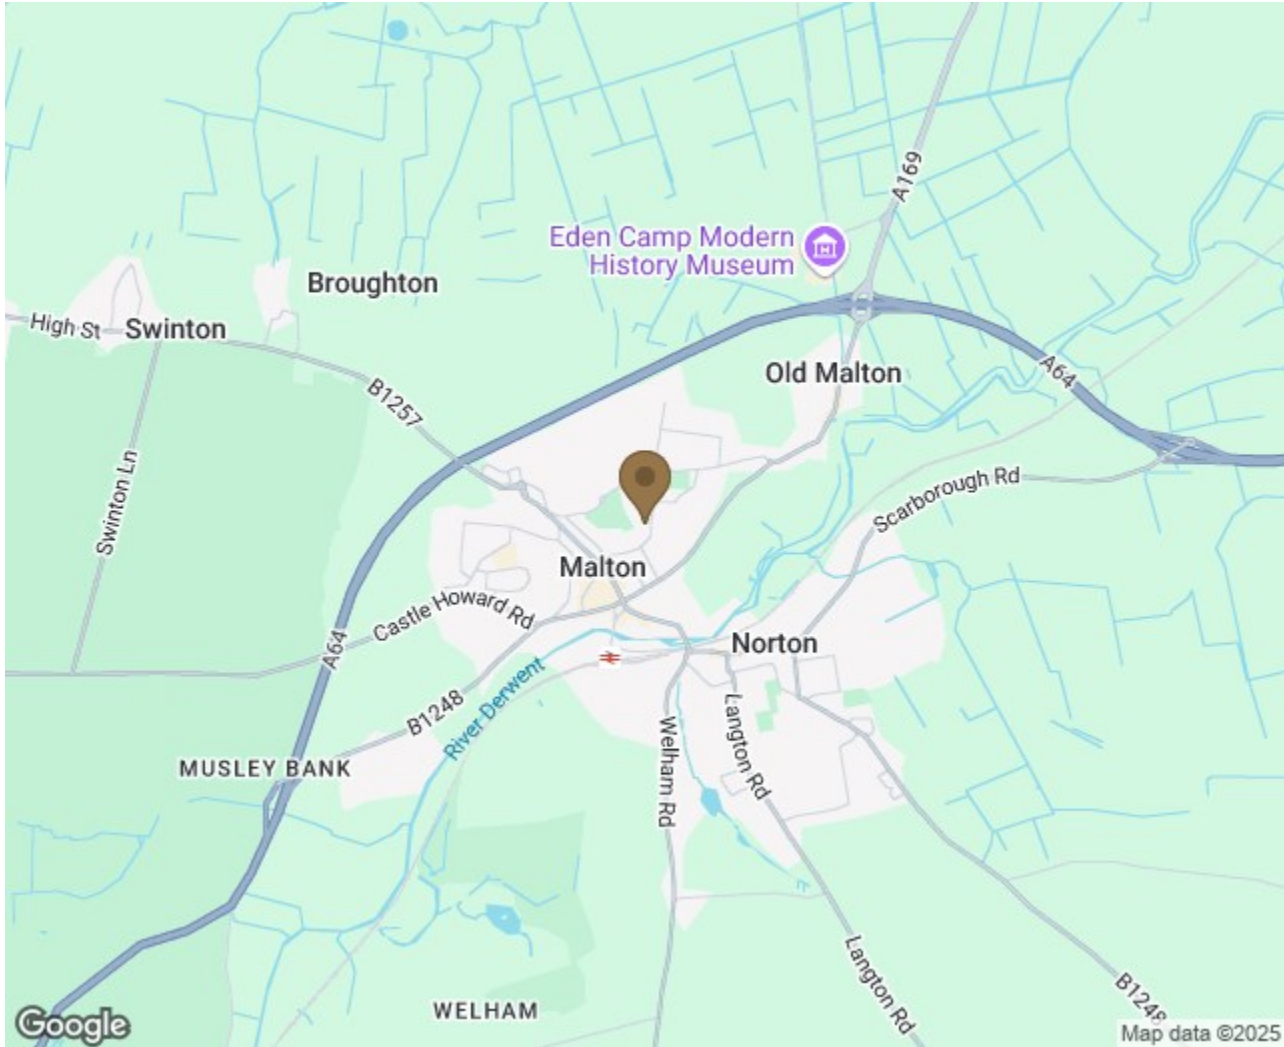 A169
Eden Camp Modern
History Museum
Broughton
High St
Swinton
B1257
Old Malton
A64
Swinton Ln
Scarborough Rd
Malton
Castle Howard Rd
A64
Norton
River Derwent
B1248
Langton Rd
Welham Rd
MUSLEY BANK
Langton Rd
B1248
WELHAM
Google
Map data ©2025